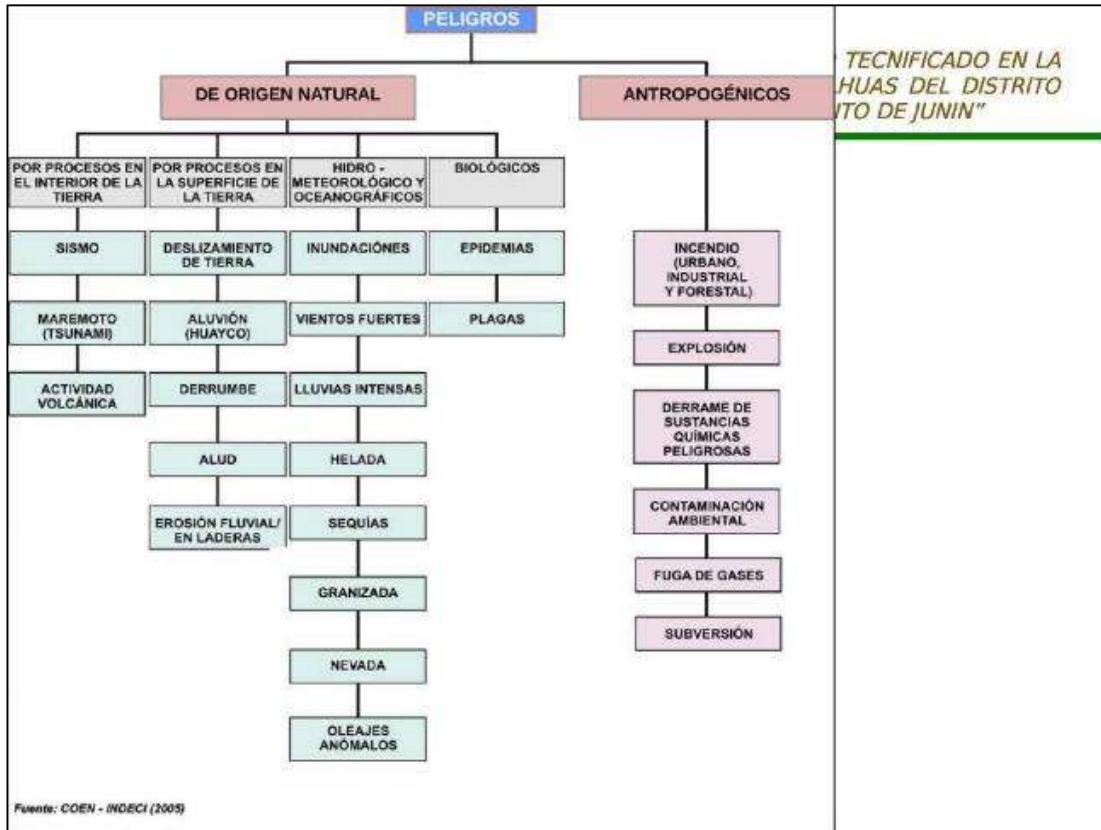 PELIGROS
TECNIFICADO EN LA
HUAS DEL DISTRITO
TO DE JUNIN”
DE ORIGEN NATURAL
ANTROPOGÉNICOS
POR PROCESOS EN
EL INTERIOR DE LA
TIERRA
POR PROCESOS EN
LA SUPERFICIE DE
LA TIERRA
HIDRO -
METEOROLÓGICO Y
OCEANOGRÁFICOS
BIOLÓGICOS
SISMO
MAREMOTO
(TSUNAMI)
ACTIVIDAD
VOLCÁNICA
DESLIZAMIENTO
DE TIERRA
ALUVIÓN
(HUAYCO)
DERRUMBE
ALUD
EROSIÓN FLUVIAL/
EN LADERAS
INUNDACIÓNES
VIENTOS FUERTES
LLUVIAS INTENSAS
HELADA
SEQUÍAS
GRANIZADA
NEVADA
OLEAJES
ANÓMALOS
EPIDEMIAS
PLAGAS
INCENDIO
(URBANO,
INDUSTRIAL
Y FORESTAL)
EXPLOSIÓN
DERRAME DE
SUSTANCIAS
QUÍMICAS
PELIGROSAS
CONTAMINACIÓN
AMBIENTAL
FUGA DE GASES
SUBVERSIÓN
Fuente: COEN - INDECI (2005)